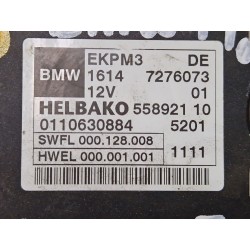 EKPM3 DE
BMW 1614 7276073
12V 01
HELBAKO 558921 10
0110630884 5201
SWFL 000.128.008
HWEL 000.001.001 1111